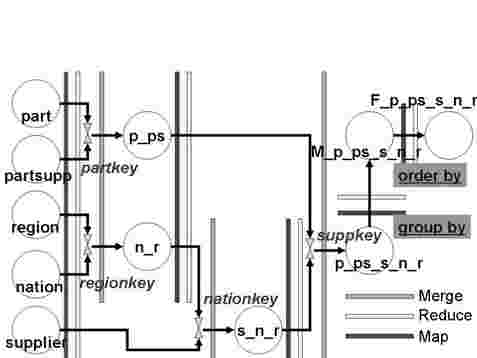 F_p_ps_s_n_r
part
p_ps
M_p_ps_s_n_r
partsupp
partkey
order by
region
group by
suppkey
n_r
p_ps_s_n_r
nation
regionkey
nationkey
Merge
Reduce
supplier
s_n_r
Map